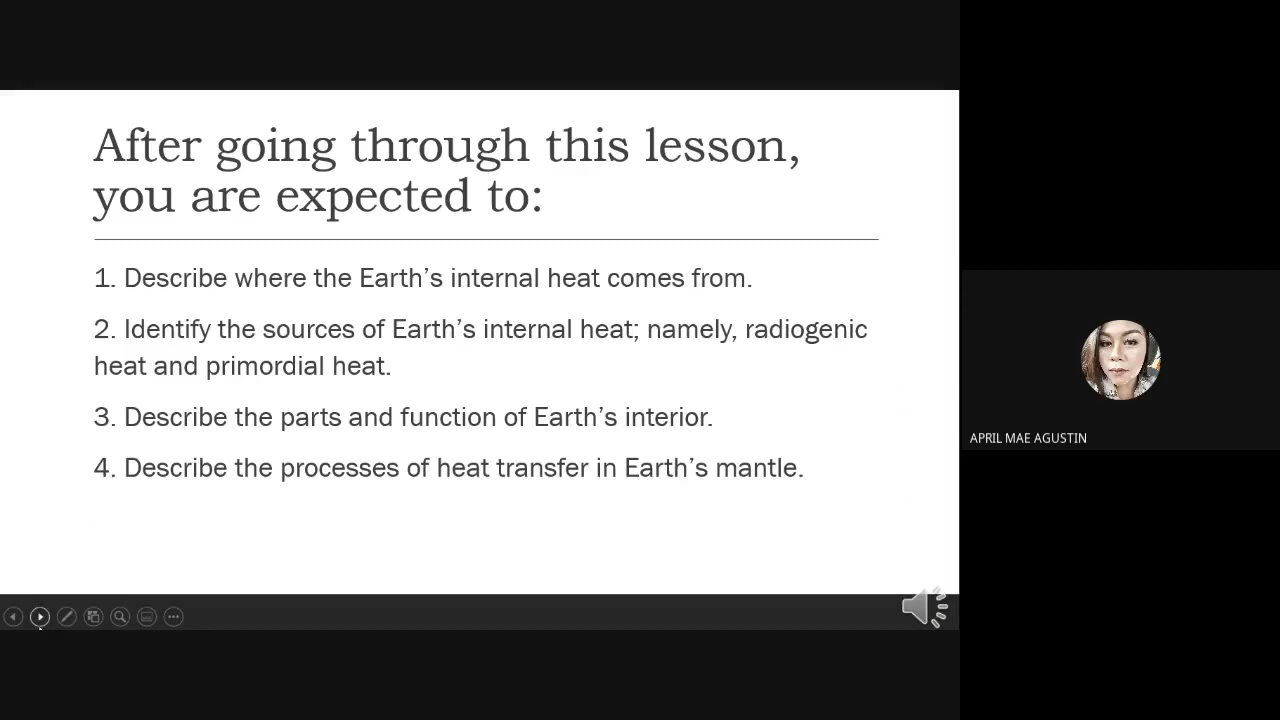 After going through this lesson,
you are expected to:
1. Describe where the Earth’s internal heat comes from.
2. Identify the sources of Earth’s internal heat; namely, radiogenic
heat and primordial heat.
3. Describe the parts and function of Earth’s interior.
4. Describe the processes of heat transfer in Earth’s mantle.
APRIL MAE AGUSTIN